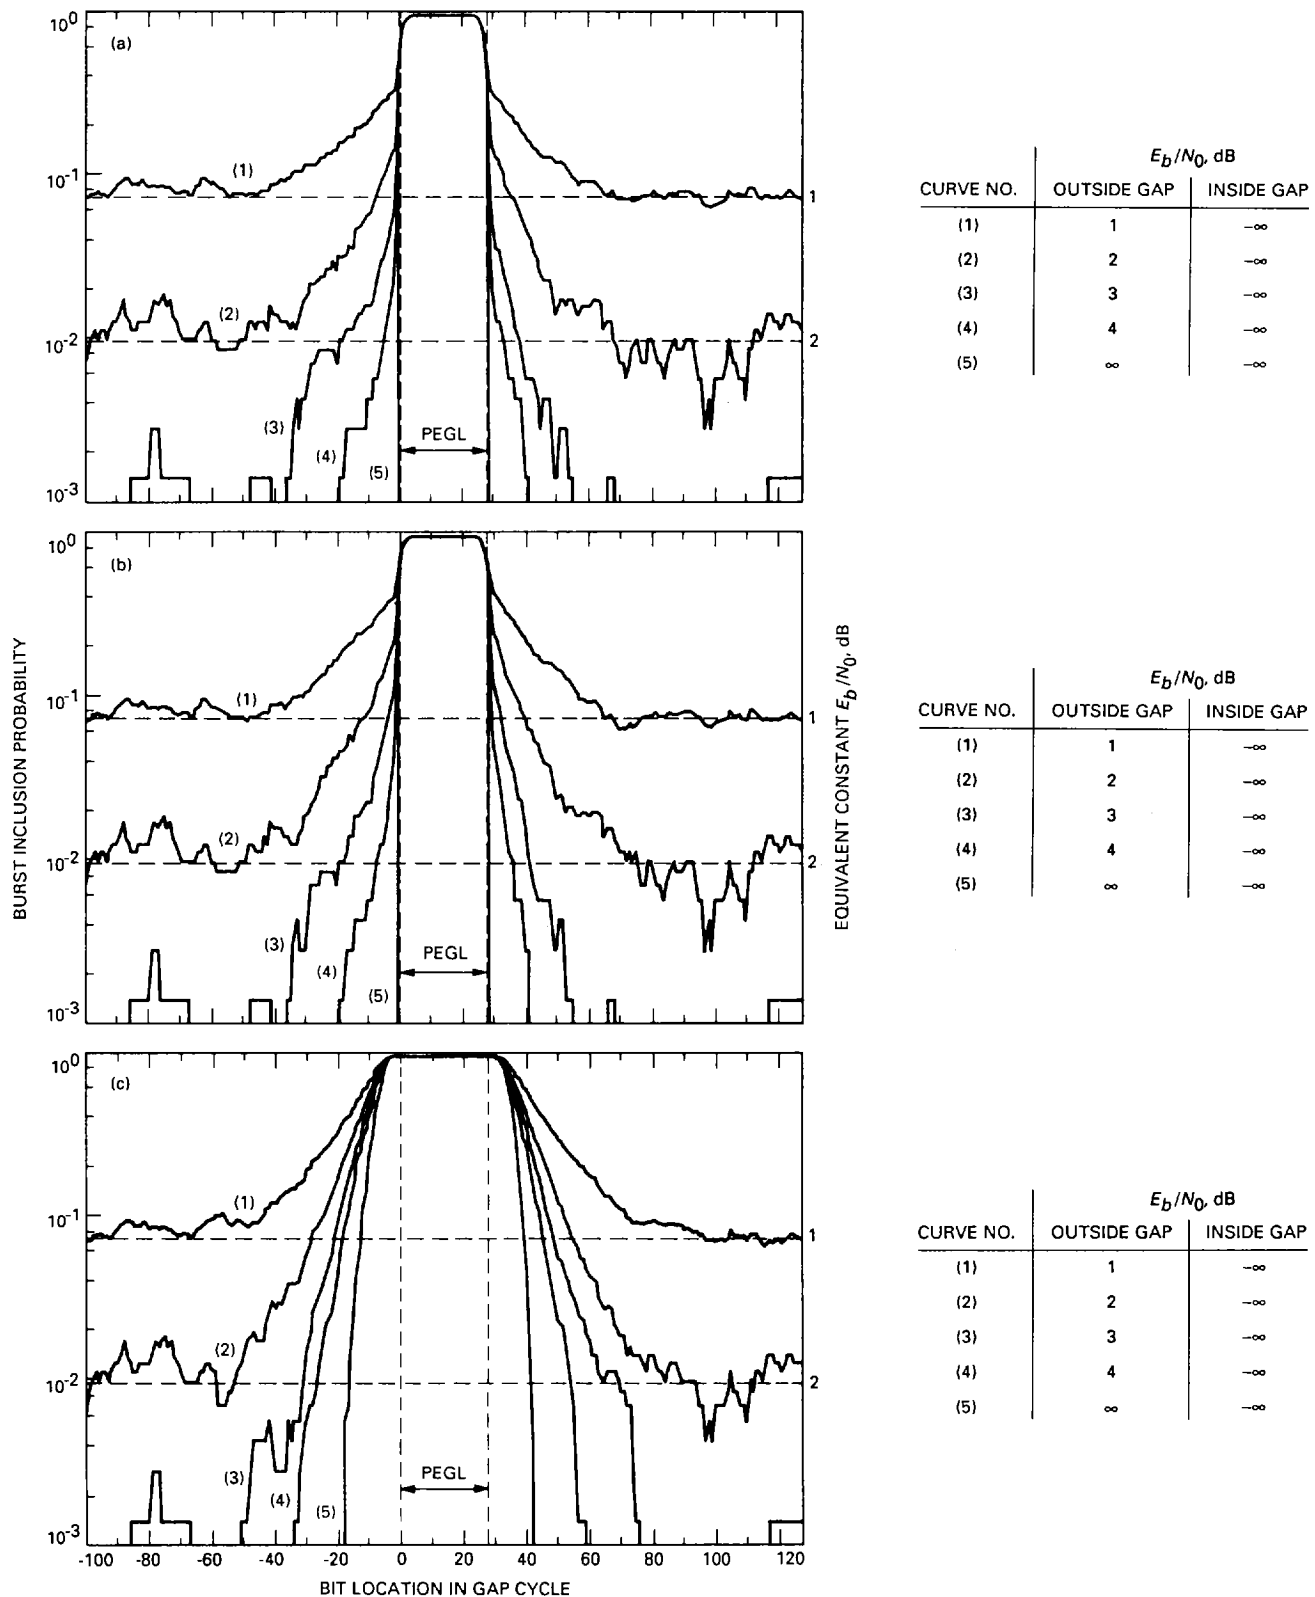 10^0
(a)
(1)
10^-1
1
(2)
10^-2
2
(3)
(4)
(5)
PEGL
10^-3
E_b/N_0, dB
CURVE NO. OUTSIDE GAP INSIDE GAP
(1) 1 -∞
(2) 2 -∞
(3) 3 -∞
(4) 4 -∞
(5) ∞ -∞
10^0
(b)
(1)
10^-1
1
(2)
10^-2
2
(3)
(4)
(5)
PEGL
10^-3
BURST INCLUSION PROBABILITY
EQUIVALENT CONSTANT E_b/N_0, dB
E_b/N_0, dB
CURVE NO. OUTSIDE GAP INSIDE GAP
(1) 1 -∞
(2) 2 -∞
(3) 3 -∞
(4) 4 -∞
(5) ∞ -∞
10^0
(c)
(1)
10^-1
1
(2)
10^-2
2
(3)
(4)
(5)
PEGL
10^-3
-100 -80 -60 -40 -20 0 20 40 60 80 100 120
BIT LOCATION IN GAP CYCLE
E_b/N_0, dB
CURVE NO. OUTSIDE GAP INSIDE GAP
(1) 1 -∞
(2) 2 -∞
(3) 3 -∞
(4) 4 -∞
(5) ∞ -∞